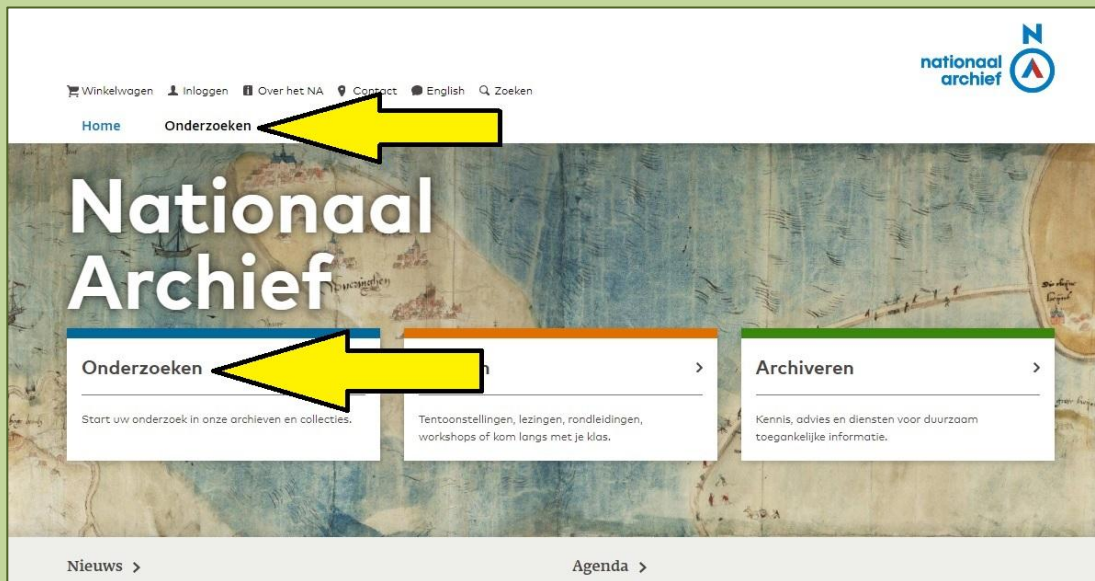 nationaal
archief
Winkelwagen Inloggen Over het NA Contact English Zoeken
Home Onderzoeken
Nationaal
Archief
Onderzoeken
Start uw onderzoek in onze archieven en collecties.
Tentoonstellingen, lezingen, rondleidingen,
workshops of kom langs met je klas.
Archiveren
Kennis, advies en diensten voor duurzaam
toegankelijke informatie.
Nieuws
Agenda